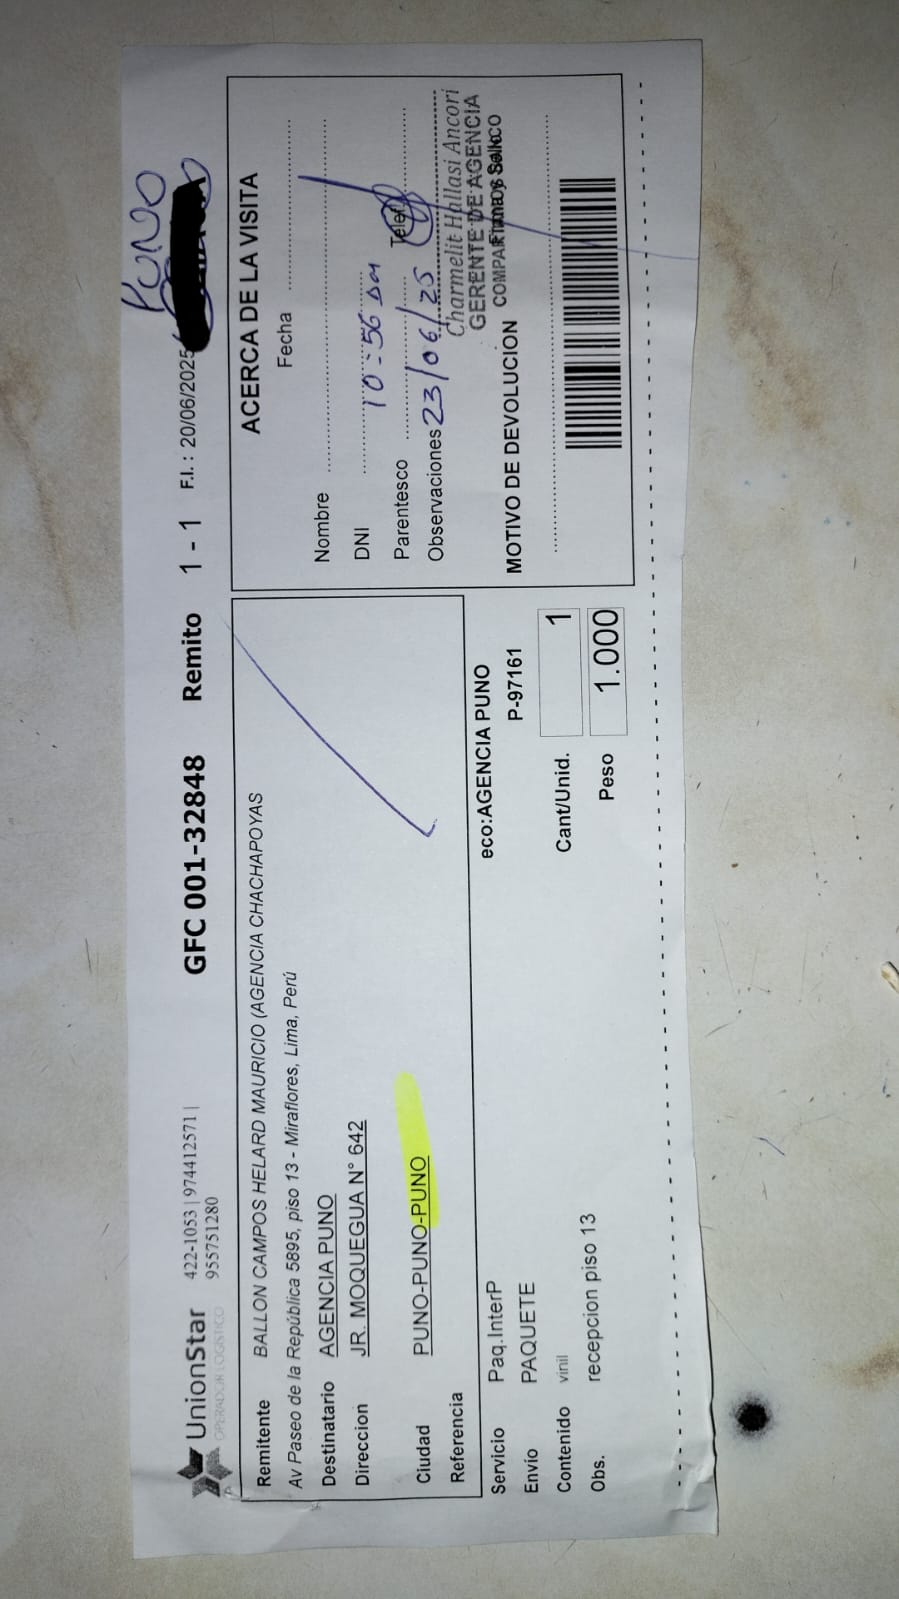 PUNO
UnionStar
OPERADOR LOGÍSTICO
422-1053 | 974412571 |
955751280
GFC 001-32848
Remito
1 - 1
F.I. : 20/06/2025
Remitente BALLON CAMPOS HELARD MAURICIO (AGENCIA CHACHAPOYAS
Av Paseo de la República 5895, piso 13 - Miraflores, Lima, Perú
Destinatario AGENCIA PUNO
Direccion JR. MOQUEGUA N° 642
Ciudad PUNO-PUNO-PUNO
Referencia
eco:AGENCIA PUNO
Servicio Paq.InterP
P-97161
Envio PAQUETE
Contenido vinil
Cant/Unid. 1
Obs. recepcion piso 13
Peso 1.000
ACERCA DE LA VISITA
Fecha
Nombre
DNI
10:56 am
Parentesco
Telef
Observaciones 23/06/25
Charmelit Hallasi Ancori
GERENTE DE AGENCIA
Firma y Sello
MOTIVO DE DEVOLUCION